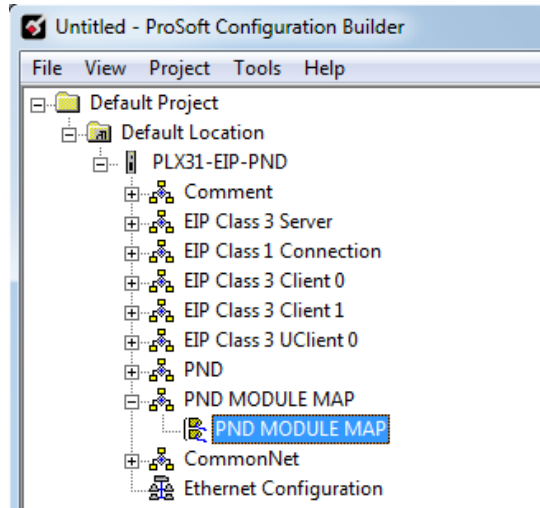 Untitled - ProSoft Configuration Builder
File View Project Tools Help
Default Project
Default Location
PLX31-EIP-PND
Comment
EIP Class 3 Server
EIP Class 1 Connection
EIP Class 3 Client 0
EIP Class 3 Client 1
EIP Class 3 UClient 0
PND
PND MODULE MAP
PND MODULE MAP
CommonNet
Ethernet Configuration